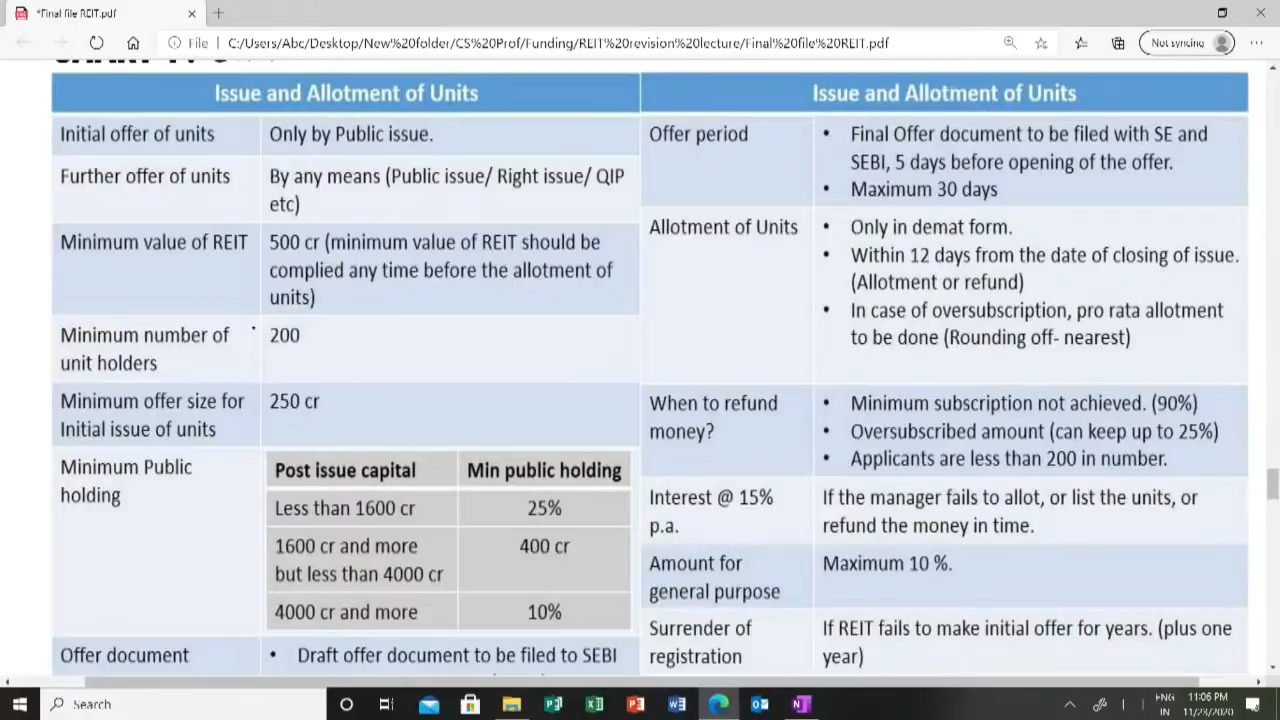 *Final file REIT.pdf
File | C:/Users/Abc/Desktop/New%20folder/CS%20Prof/Funding/REIT%20revision%20lecture/Final%20file%20REIT.pdf
Not syncing
Issue and Allotment of Units
Initial offer of units Only by Public issue.
Further offer of units By any means (Public issue/ Right issue/ QIP
etc)
Minimum value of REIT 500 cr (minimum value of REIT should be
complied any time before the allotment of
units)
Minimum number of 200
unit holders
Minimum offer size for 250 cr
Initial issue of units
Minimum Public
holding
Post issue capital Min public holding
Less than 1600 cr 25%
1600 cr and more 400 cr
but less than 4000 cr
4000 cr and more 10%
Offer document • Draft offer document to be filed to SEBI
Issue and Allotment of Units
Offer period • Final Offer document to be filed with SE and
SEBI, 5 days before opening of the offer.
• Maximum 30 days
Allotment of Units • Only in demat form.
• Within 12 days from the date of closing of issue.
(Allotment or refund)
• In case of oversubscription, pro rata allotment
to be done (Rounding off- nearest)
When to refund • Minimum subscription not achieved. (90%)
money? • Oversubscribed amount (can keep up to 25%)
• Applicants are less than 200 in number.
Interest @ 15% If the manager fails to allot, or list the units, or
p.a. refund the money in time.
Amount for Maximum 10 %.
general purpose
Surrender of If REIT fails to make initial offer for years. (plus one
registration year)
Search
ENG 11:06 PM
IN 11/23/2020